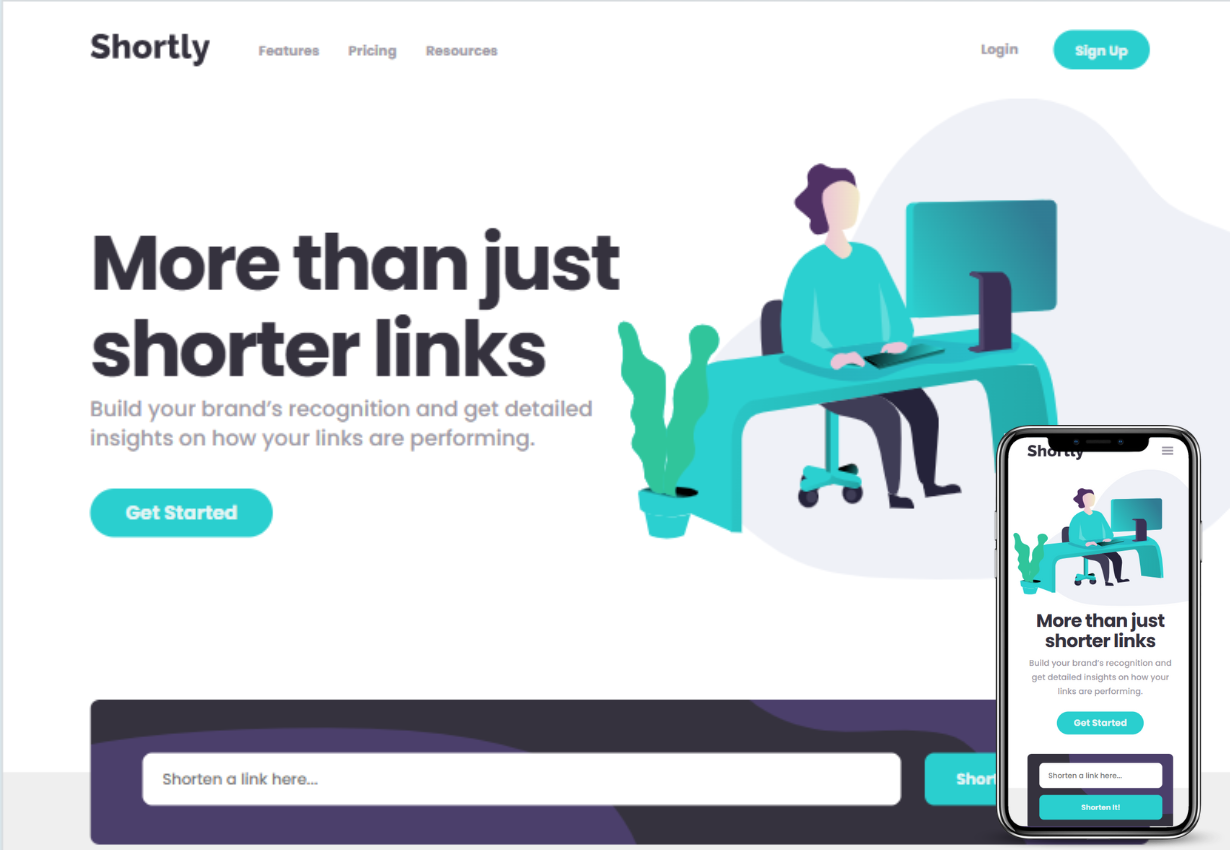 Shortly
Features Pricing Resources
Login Sign Up
More than just
shorter links
Build your brand’s recognition and get detailed
insights on how your links are performing.
Get Started
Shorten a link here...
Shortly
More than just
shorter links
Build your brand’s recognition and
get detailed insights on how your
links are performing.
Get Started
Shorten a link here...
Shorten It!